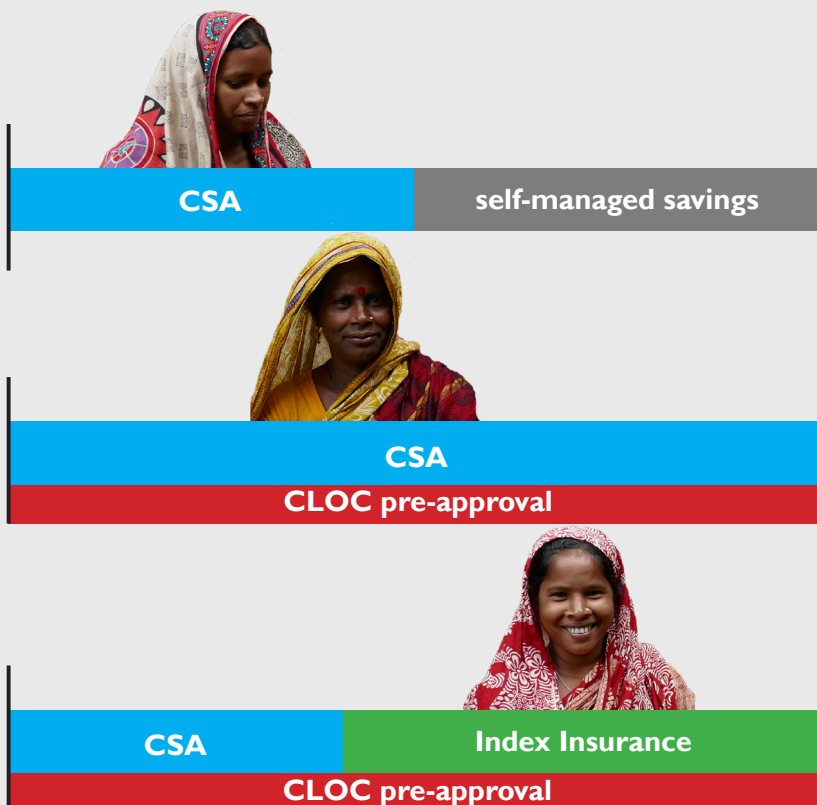 CSA self-managed savings
CSA
CLOC pre-approval
CSA Index Insurance
CLOC pre-approval